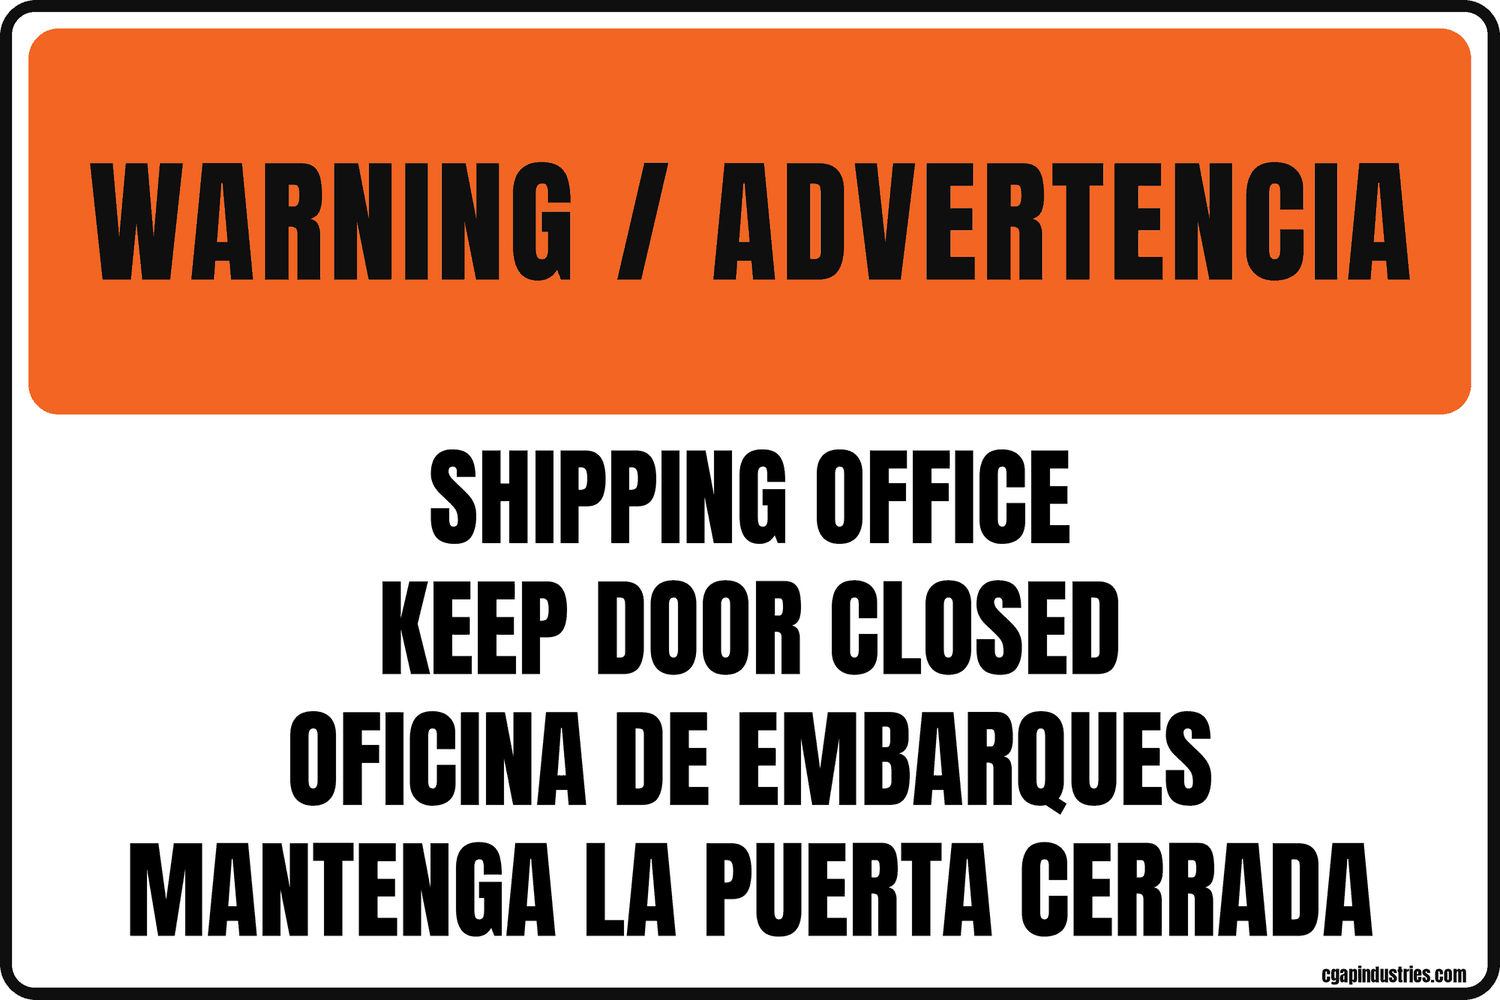 WARNING / ADVERTENCIA
SHIPPING OFFICE
KEEP DOOR CLOSED
OFICINA DE EMBARQUES
MANTENGA LA PUERTA CERRADA
cgapindustries.com